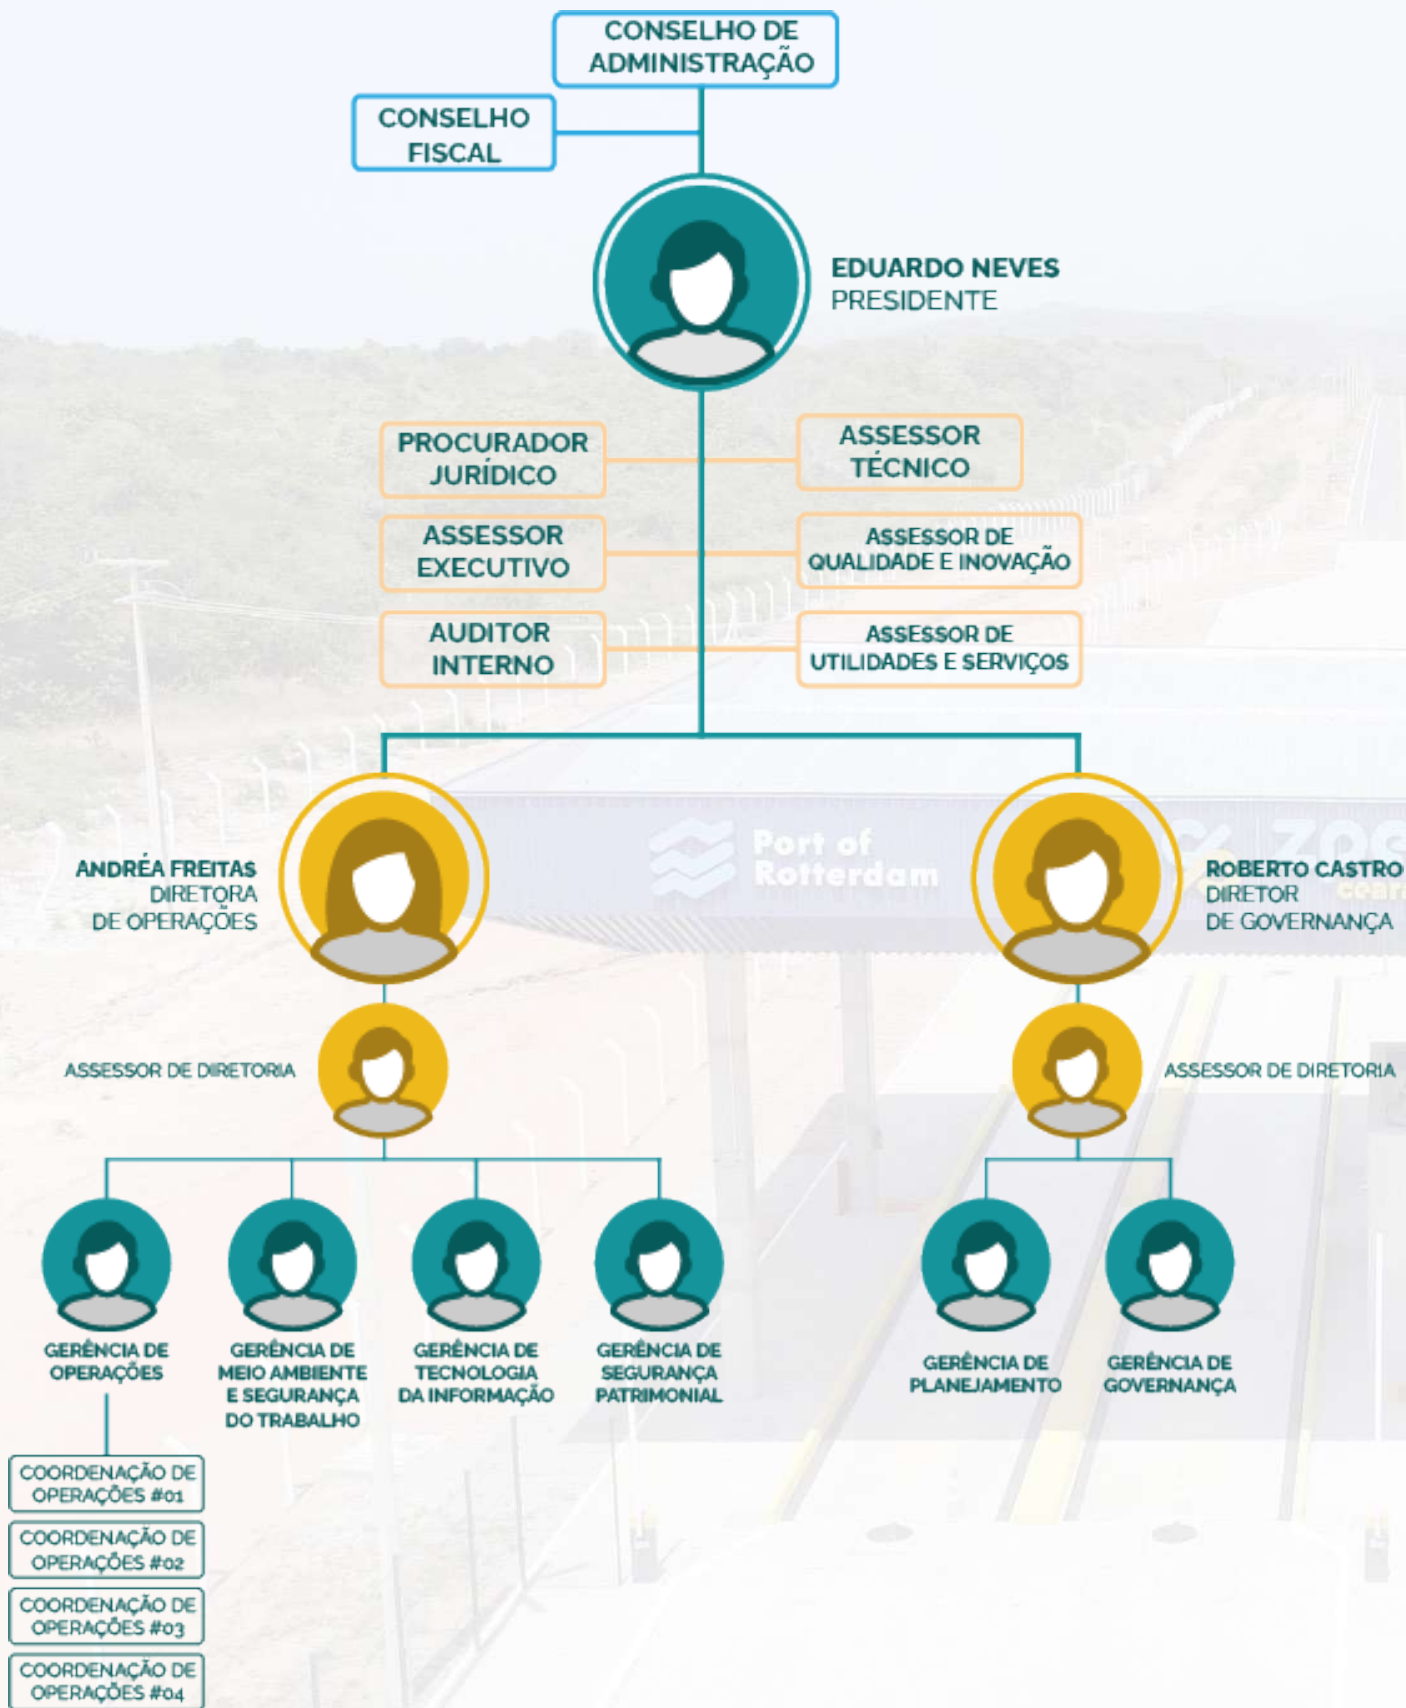 CONSELHO DE
ADMINISTRAÇÃO
CONSELHO
FISCAL
EDUARDO NEVES
PRESIDENTE
PROCURADOR
JURÍDICO
ASSESSOR
TÉCNICO
ASSESSOR
EXECUTIVO
ASSESSOR DE
QUALIDADE E INOVAÇÃO
AUDITOR
INTERNO
ASSESSOR DE
UTILIDADES E SERVIÇOS
Port of
Rotterdam
ANDRÉA FREITAS
DIRETORA
DE OPERAÇÕES
ROBERTO CASTRO
DIRETOR
DE GOVERNANÇA
ASSESSOR DE DIRETORIA
ASSESSOR DE DIRETORIA
GERÊNCIA DE
OPERAÇÕES
GERÊNCIA DE
MEIO AMBIENTE
E SEGURANÇA
DO TRABALHO
GERÊNCIA DE
TECNOLOGIA
DA INFORMAÇÃO
GERÊNCIA DE
SEGURANÇA
PATRIMONIAL
GERÊNCIA DE
PLANEJAMENTO
GERÊNCIA DE
GOVERNANÇA
COORDENAÇÃO DE
OPERAÇÕES #01
COORDENAÇÃO DE
OPERAÇÕES #02
COORDENAÇÃO DE
OPERAÇÕES #03
COORDENAÇÃO DE
OPERAÇÕES #04